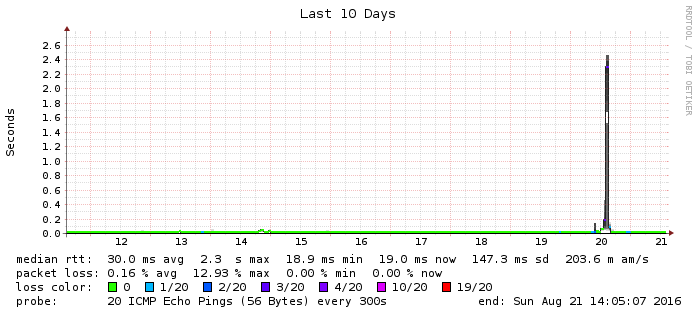 Last 10 Days
RRDTOOL / TOBI OETIKER
Seconds
2.6
2.4
2.2
2.0
1.8
1.6
1.4
1.2
1.0
0.8
0.6
0.4
0.2
0.0
12 13 14 15 16 17 18 19 20 21
median rtt: 30.0 ms avg 2.3 s max 18.9 ms min 19.0 ms now 147.3 ms sd 203.6 m am/s
packet loss: 0.16 % avg 12.93 % max 0.00 % min 0.00 % now
loss color: 0 1/20 2/20 3/20 4/20 10/20 19/20
probe: 20 ICMP Echo Pings (56 Bytes) every 300s end: Sun Aug 21 14:05:07 2016